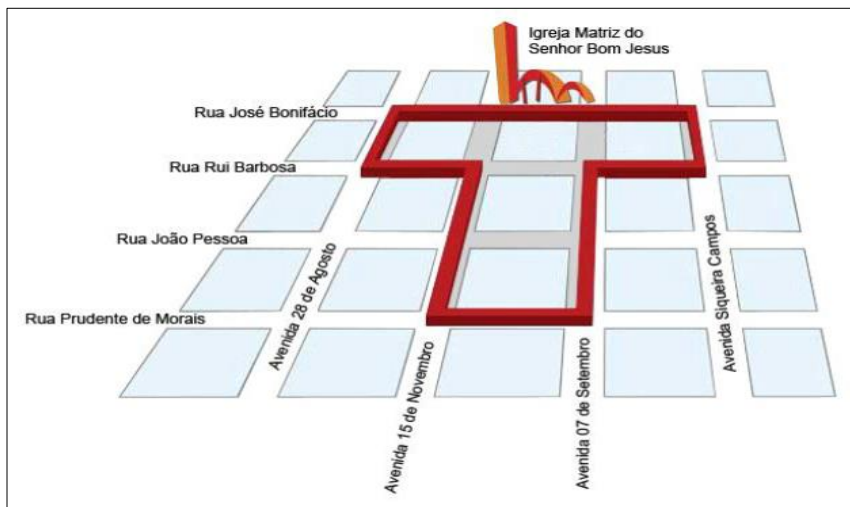 Igreja Matriz do
Senhor Bom Jesus
Rua José Bonifácio
Rua Rui Barbosa
Rua João Pessoa
Rua Prudente de Morais
Avenida 28 de Agosto
Avenida 15 de Novembro
Avenida 07 de Setembro
Avenida Siqueira Campos